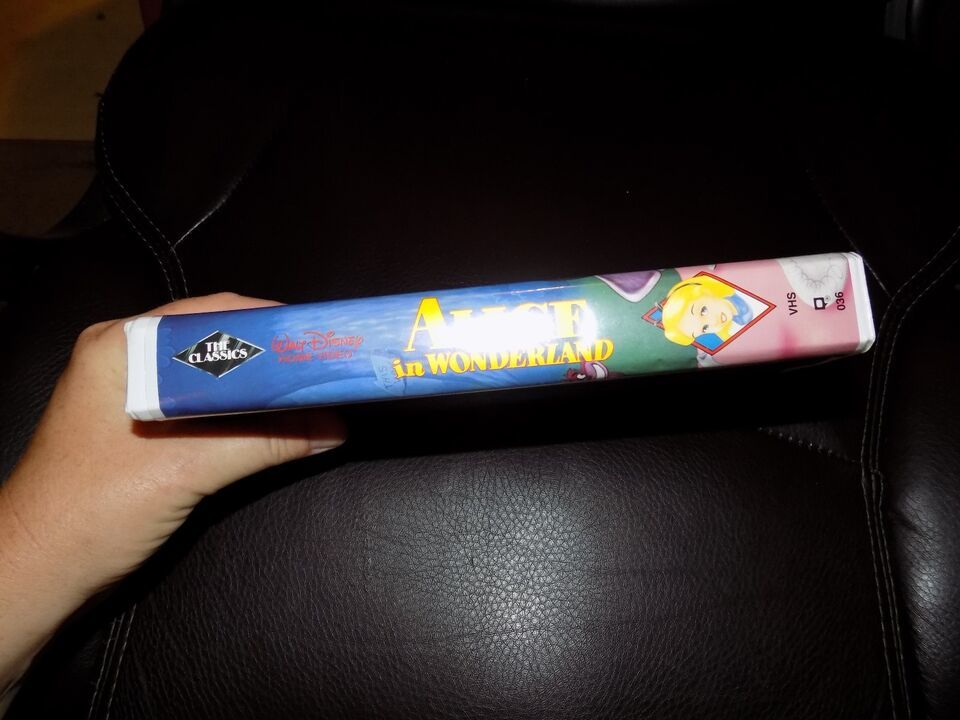 THE
CLASSICS
WALT DISNEY
HOME VIDEO
ALICE
in WONDERLAND
VHS
®
036